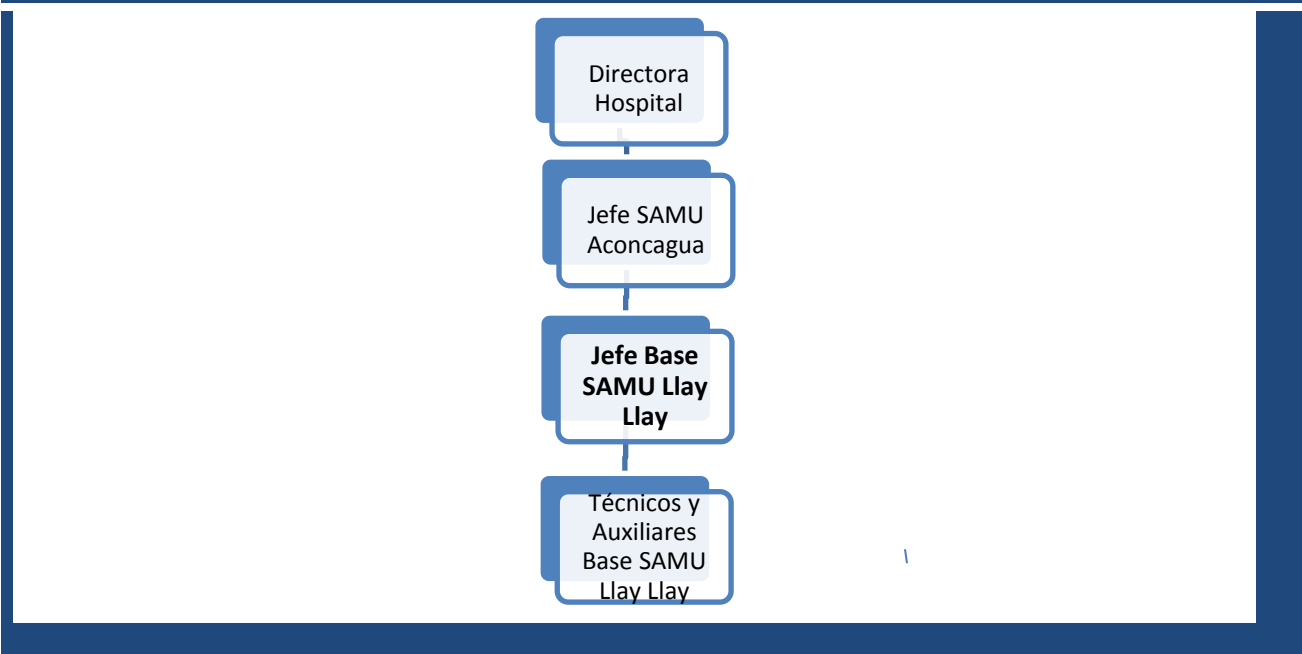 Directora
Hospital
Jefe SAMU
Aconcagua
Jefe Base
SAMU Llay
Llay
Técnicos y
Auxiliares
Base SAMU
Llay Llay